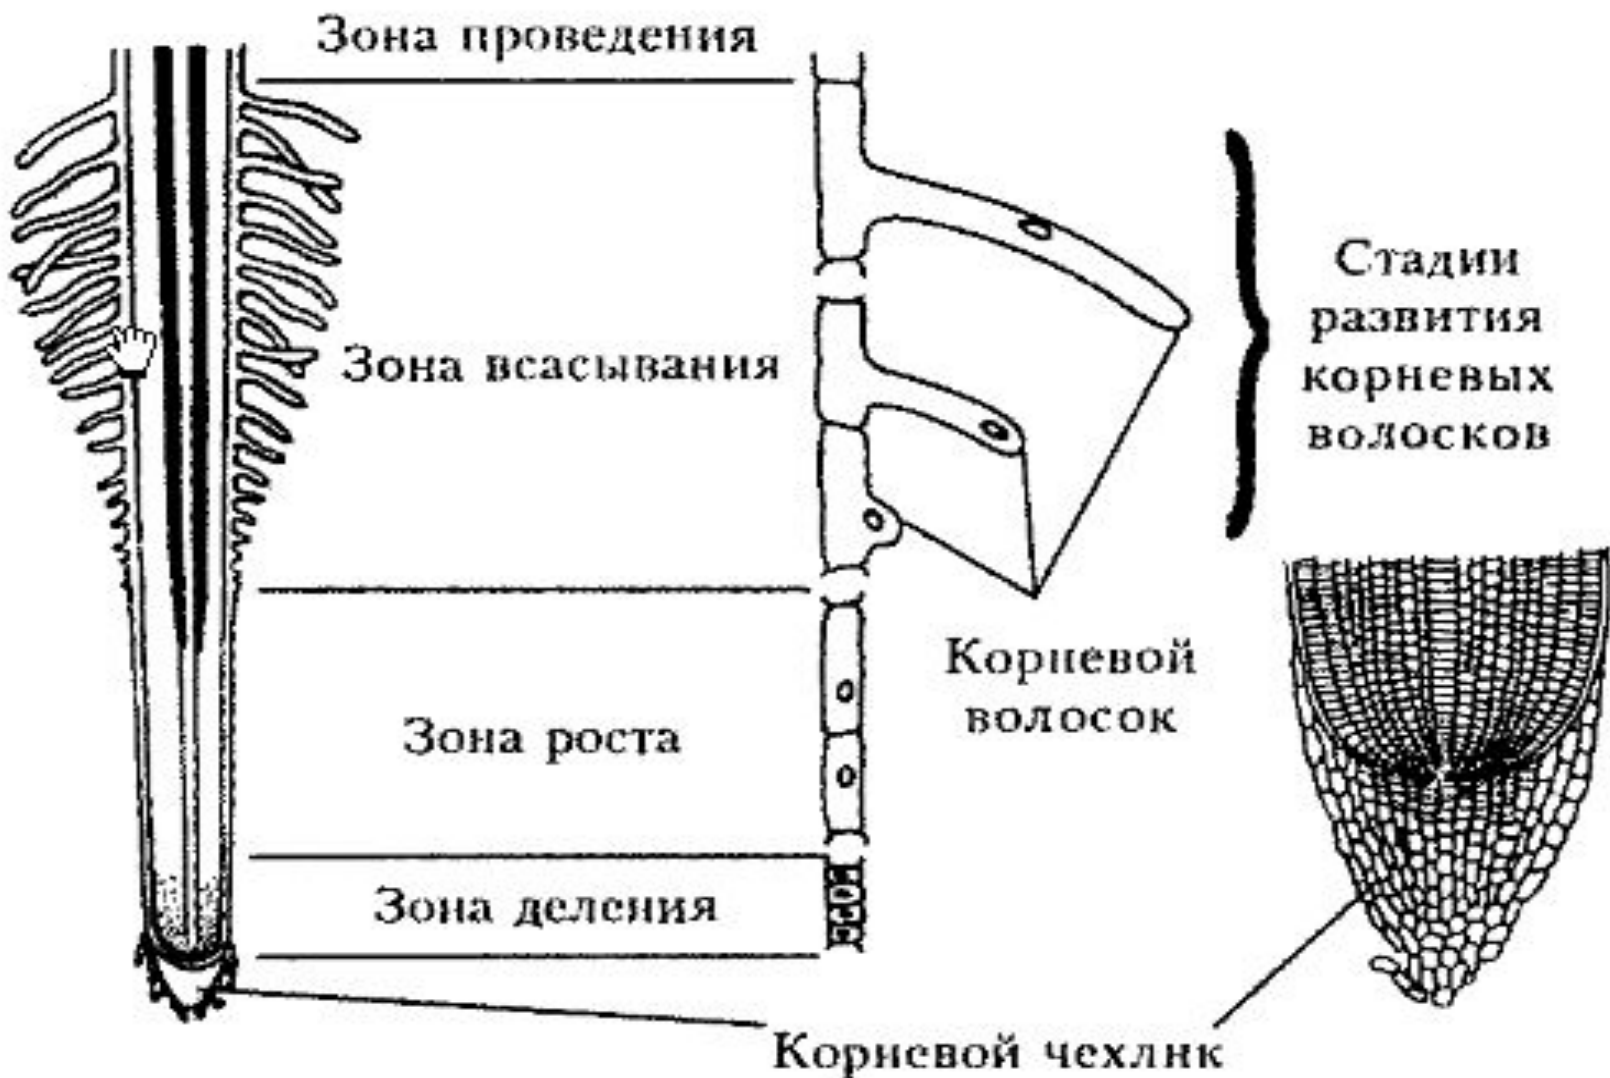 Зона проведения
Стадии
развития
корневых
волосков
Зона всасывания
Корневой
волосок
Зона роста
Зона деления
Корневой чехлик